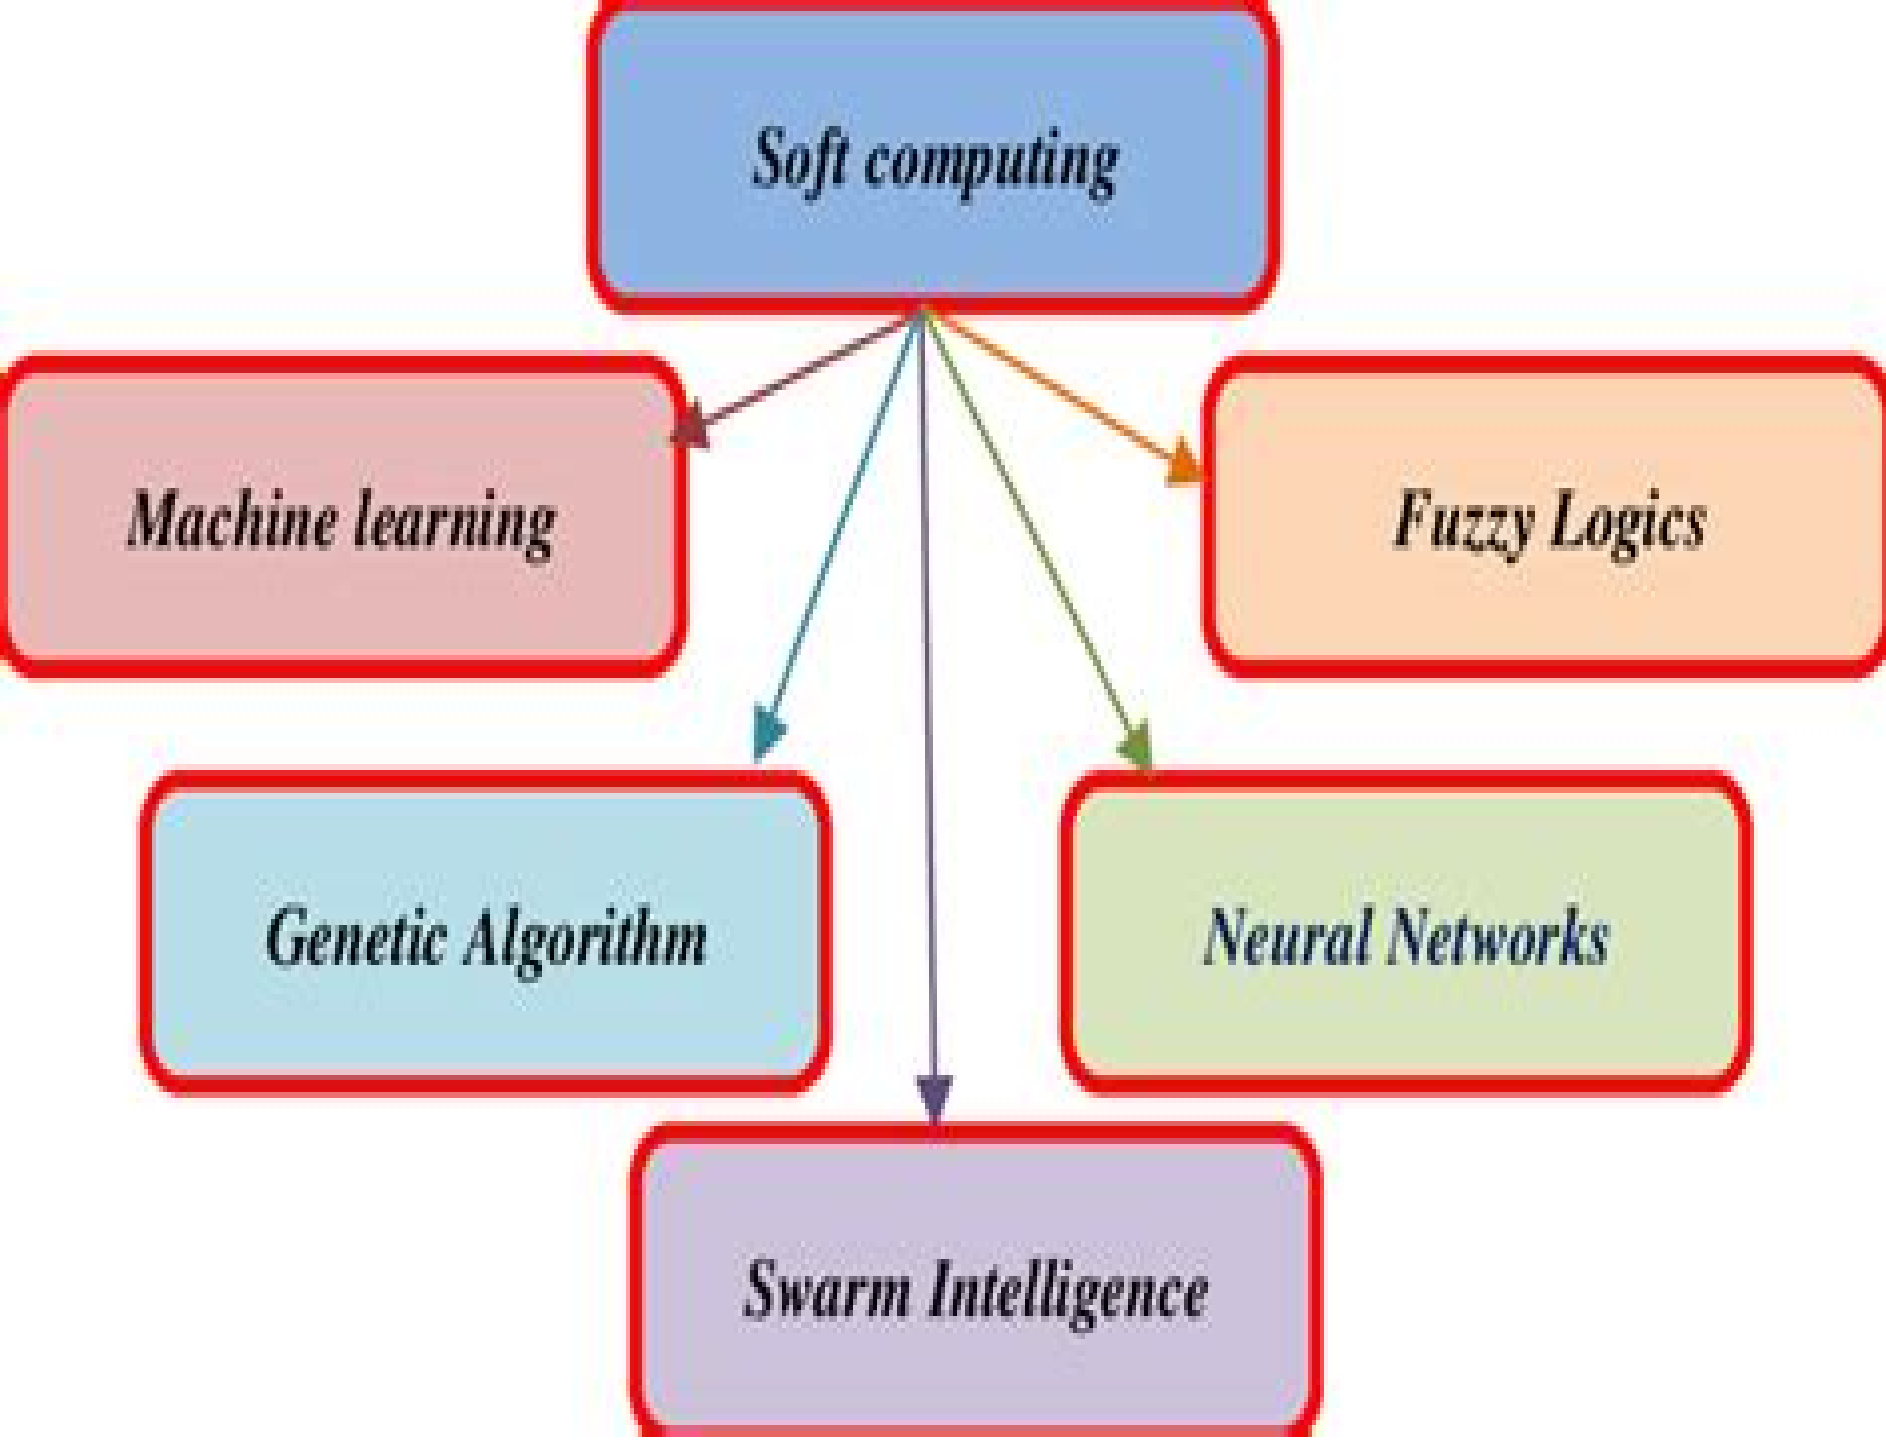 Soft computing
Machine learning
Fuzzy Logics
Genetic Algorithm
Neural Networks
Swarm Intelligence